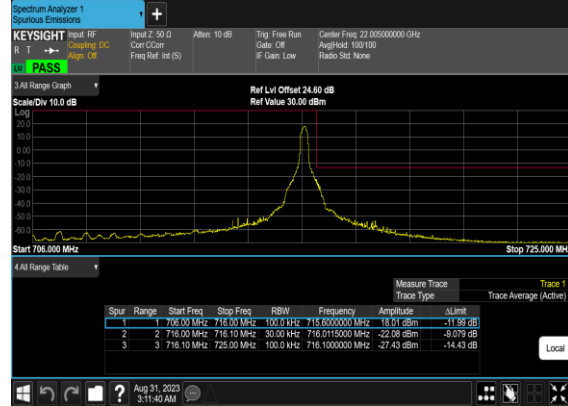 Spectrum Analyzer 1
Spurious Emissions
KEYSIGHT Input: RF Input Z: 50 Ω Atten: 10 dB Trig: Free Run Center Freq: 22.005000000 GHz
R T Coupling: DC Corr CCorr Gate: Off Avg|Hold: 100/100
Align: Off Freq Ref: Int (S) IF Gain: Low Radio Std: None
PASS
3 All Range Graph
Ref Lvl Offset 24.60 dB
Scale/Div 10.0 dB Ref Value 30.00 dBm
Log
20.0
10.0
0.00
-10.0
-20.0
-30.0
-40.0
-50.0
-60.0
Start 706.000 MHz Stop 725.000 MH
4 All Range Table
Measure Trace Trace 1
Trace Type Trace Average (Active)
Spur Range Start Freq Stop Freq RBW Frequency Amplitude ΔLimit
1 1 706.00 MHz 716.00 MHz 100.0 kHz 715.6000000 MHz 18.01 dBm -11.99 dB
2 2 716.00 MHz 716.10 MHz 30.00 kHz 716.0115000 MHz -22.08 dBm -9.079 dB
3 3 716.10 MHz 725.00 MHz 100.0 kHz 716.1000000 MHz -27.43 dBm -14.43 dB
Local
Aug 31, 2023
3:11:40 AM